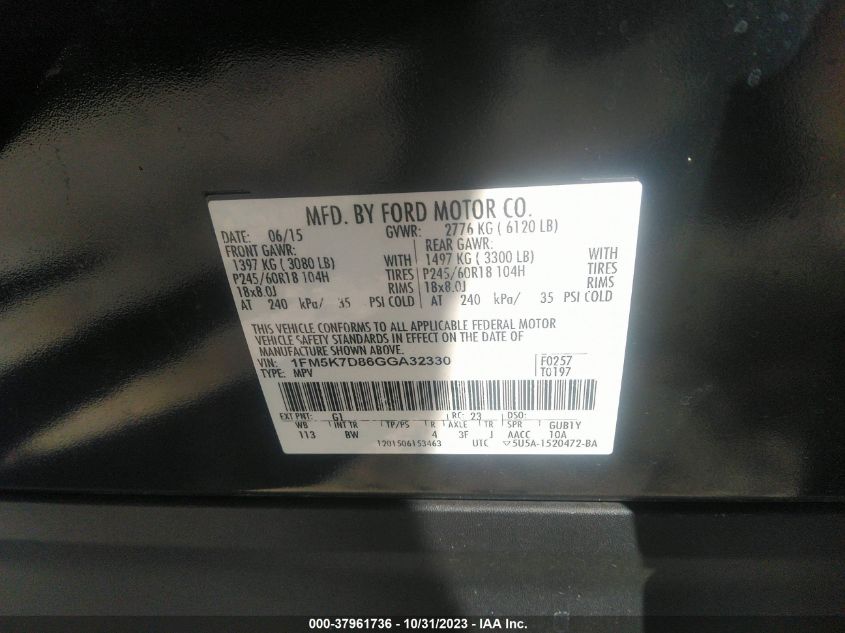 MFD. BY FORD MOTOR CO.
DATE: 06/15 GVWR: 2776 KG ( 6120 LB)
FRONT GAWR: REAR GAWR:
1397 KG ( 3080 LB) WITH 1497 KG ( 3300 LB) WITH
P245/60R18 104H TIRES P245/60R18 104H TIRES
18x8.0J RIMS 18x8.0J RIMS
AT 240 kPa/ 35 PSI COLD AT 240 kPa/ 35 PSI COLD
THIS VEHICLE CONFORMS TO ALL APPLICABLE FEDERAL MOTOR
VEHICLE SAFETY STANDARDS IN EFFECT ON THE DATE OF
MANUFACTURE SHOWN ABOVE.
VIN: 1FM5K7D86GGA32330 F0257
TYPE: MPV T0197
EXT PNT: G1 RC: 23 DSO:
WB INT TR TP/PS R AXLE TR SPR GUB1Y
113 BW 4 3F J AACC 10A
1201506153463 UTC ▽5U5A-1520472-BA
000-37961736 - 10/31/2023 - IAA Inc.